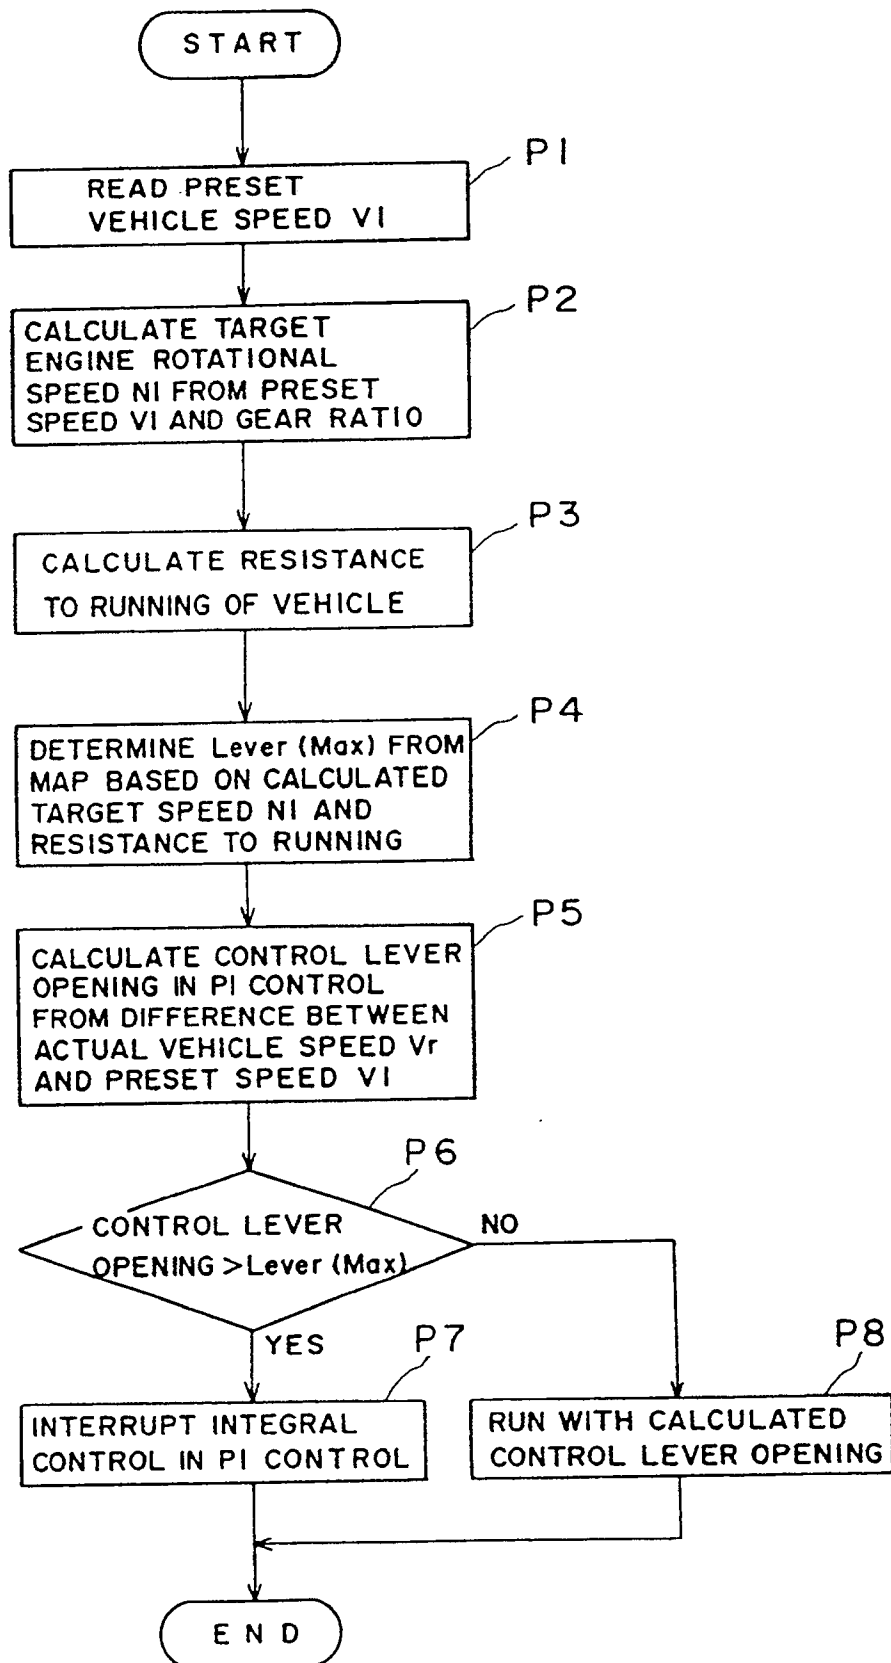 START
P1
READ PRESET
VEHICLE SPEED V1
P2
CALCULATE TARGET
ENGINE ROTATIONAL
SPEED N1 FROM PRESET
SPEED V1 AND GEAR RATIO
P3
CALCULATE RESISTANCE
TO RUNNING OF VEHICLE
P4
DETERMINE Lever (Max) FROM
MAP BASED ON CALCULATED
TARGET SPEED N1 AND
RESISTANCE TO RUNNING
P5
CALCULATE CONTROL LEVER
OPENING IN PI CONTROL
FROM DIFFERENCE BETWEEN
ACTUAL VEHICLE SPEED Vr
AND PRESET SPEED V1
P6
CONTROL LEVER
OPENING > Lever (Max)
NO
YES
P7
INTERRUPT INTEGRAL
CONTROL IN PI CONTROL
P8
RUN WITH CALCULATED
CONTROL LEVER OPENING
END